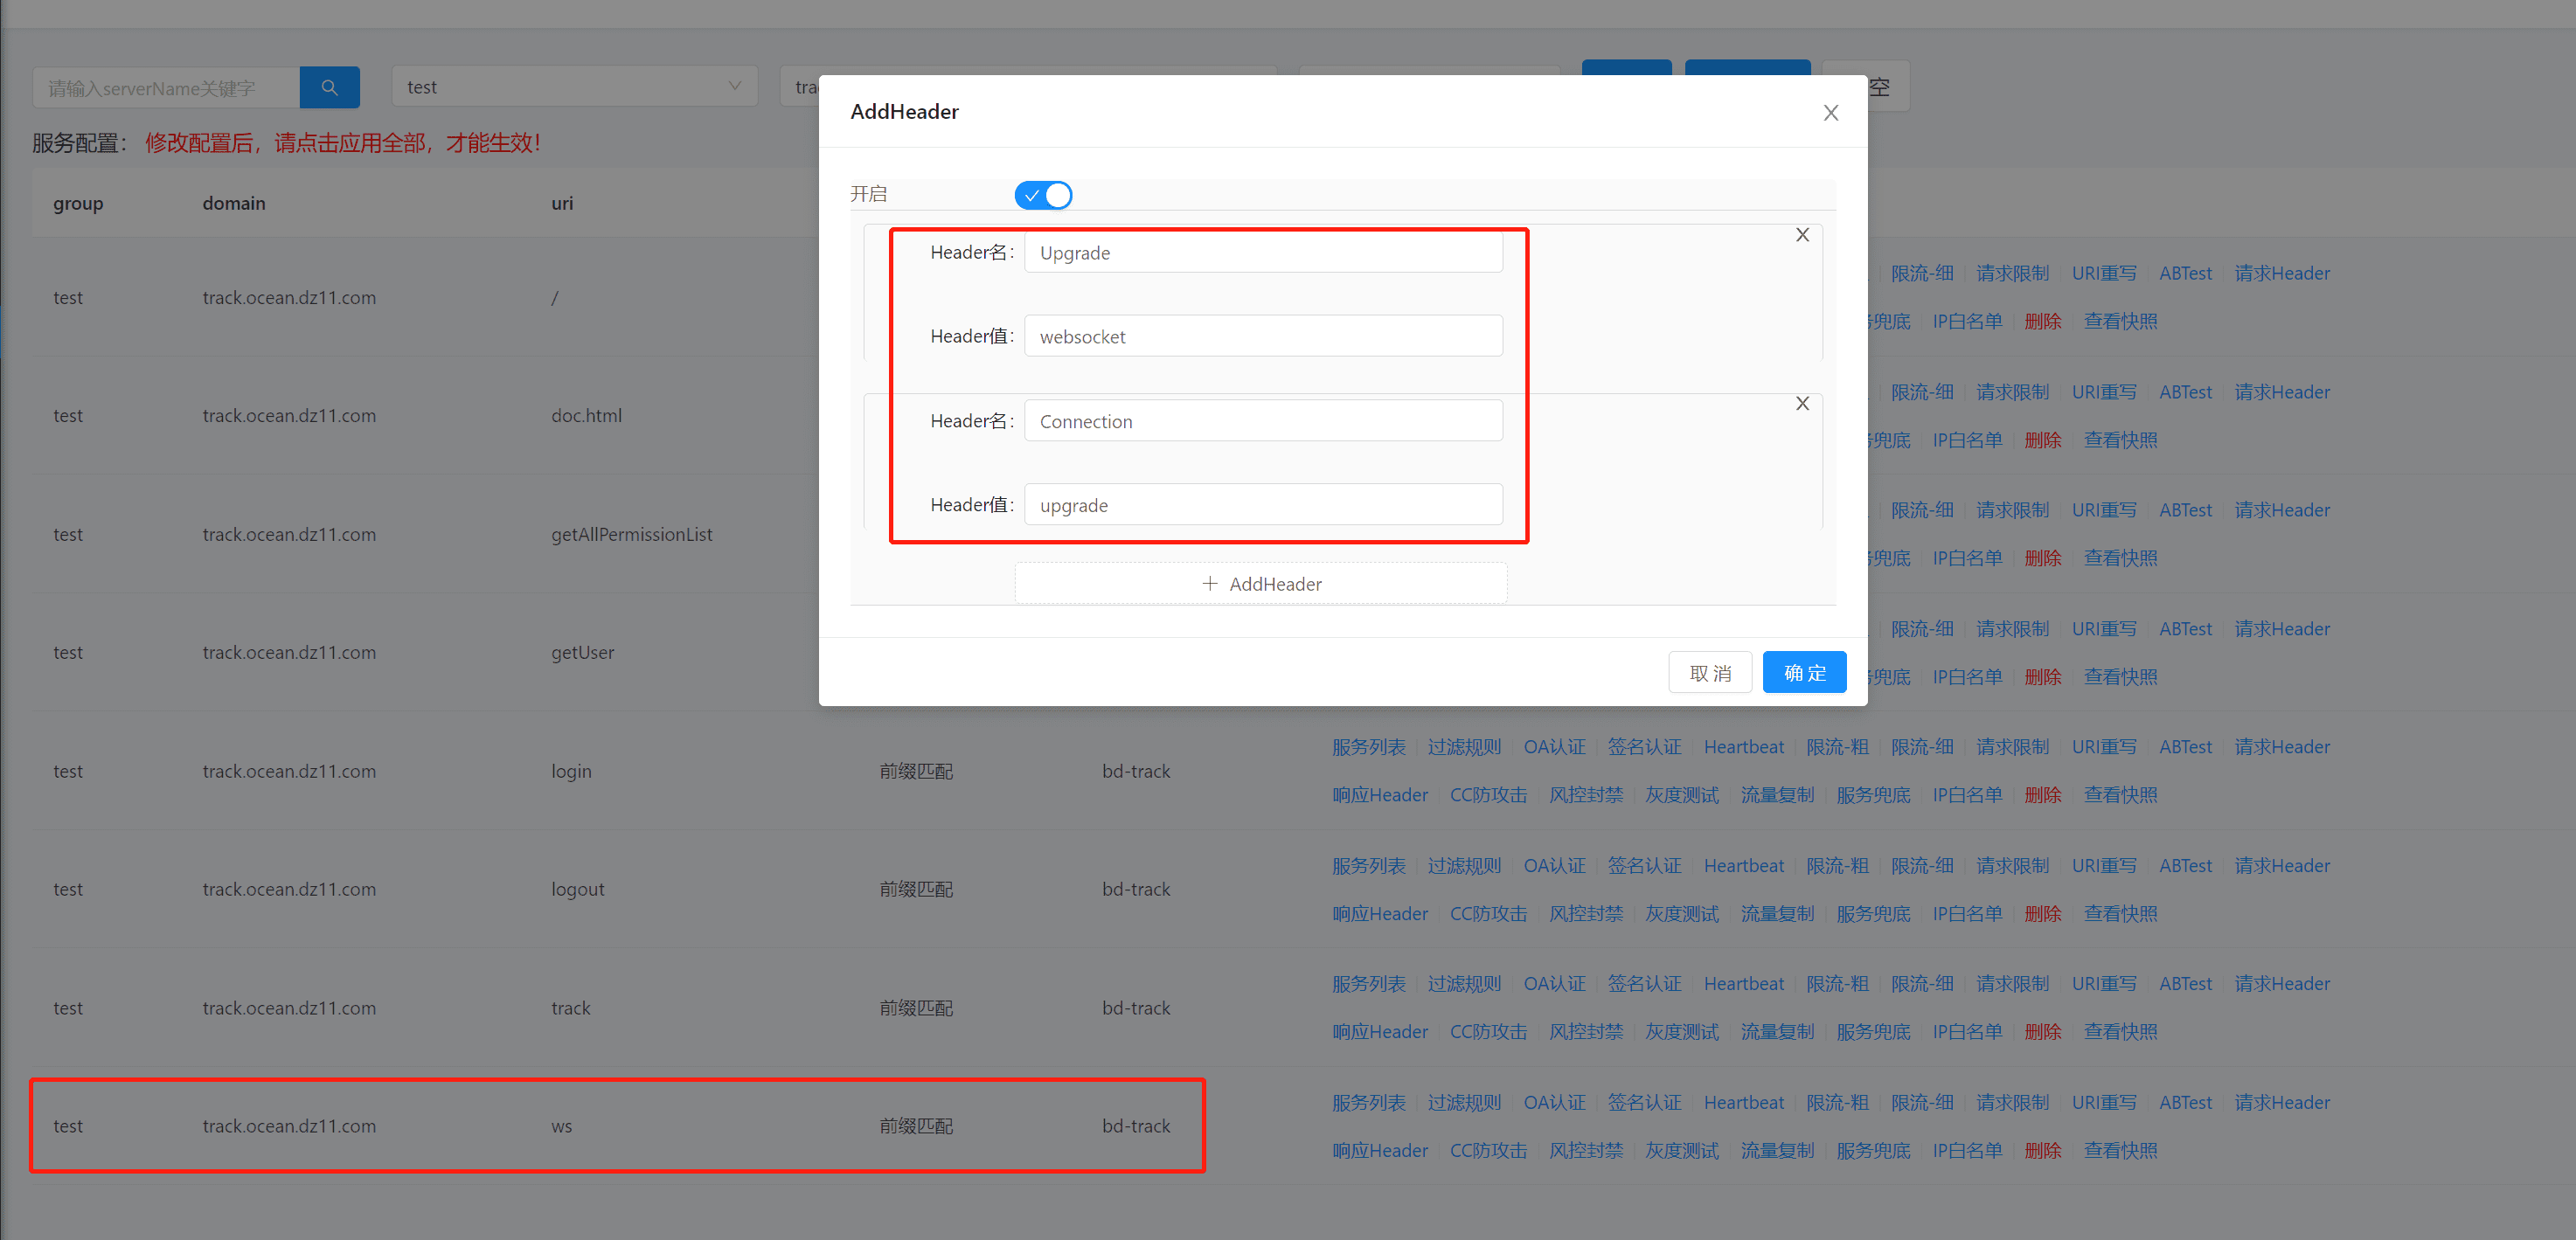 请输入serverName关键字 test trac 空
服务配置： 修改配置后，请点击应用全部，才能生效！
group domain uri
test track.ocean.dz11.com / 限流-细 请求限制 URI重写 ABTest 请求Header
兜底 IP白名单 删除 查看快照
test track.ocean.dz11.com doc.html 限流-细 请求限制 URI重写 ABTest 请求Header
兜底 IP白名单 删除 查看快照
test track.ocean.dz11.com getAllPermissionList 限流-细 请求限制 URI重写 ABTest 请求Header
兜底 IP白名单 删除 查看快照
test track.ocean.dz11.com getUser 限流-细 请求限制 URI重写 ABTest 请求Header
兜底 IP白名单 删除 查看快照
test track.ocean.dz11.com login 前缀匹配 bd-track
服务列表 过滤规则 OA认证 签名认证 Heartbeat 限流-粗 限流-细 请求限制 URI重写 ABTest 请求Header
响应Header CC防攻击 风控封禁 灰度测试 流量复制 服务兜底 IP白名单 删除 查看快照
test track.ocean.dz11.com logout 前缀匹配 bd-track
服务列表 过滤规则 OA认证 签名认证 Heartbeat 限流-粗 限流-细 请求限制 URI重写 ABTest 请求Header
响应Header CC防攻击 风控封禁 灰度测试 流量复制 服务兜底 IP白名单 删除 查看快照
test track.ocean.dz11.com track 前缀匹配 bd-track
服务列表 过滤规则 OA认证 签名认证 Heartbeat 限流-粗 限流-细 请求限制 URI重写 ABTest 请求Header
响应Header CC防攻击 风控封禁 灰度测试 流量复制 服务兜底 IP白名单 删除 查看快照
test track.ocean.dz11.com ws 前缀匹配 bd-track
服务列表 过滤规则 OA认证 签名认证 Heartbeat 限流-粗 限流-细 请求限制 URI重写 ABTest 请求Header
响应Header CC防攻击 风控封禁 灰度测试 流量复制 服务兜底 IP白名单 删除 查看快照
AddHeader
开启
Header名： Upgrade
Header值： websocket
Header名： Connection
Header值： upgrade
AddHeader
取 消 确 定